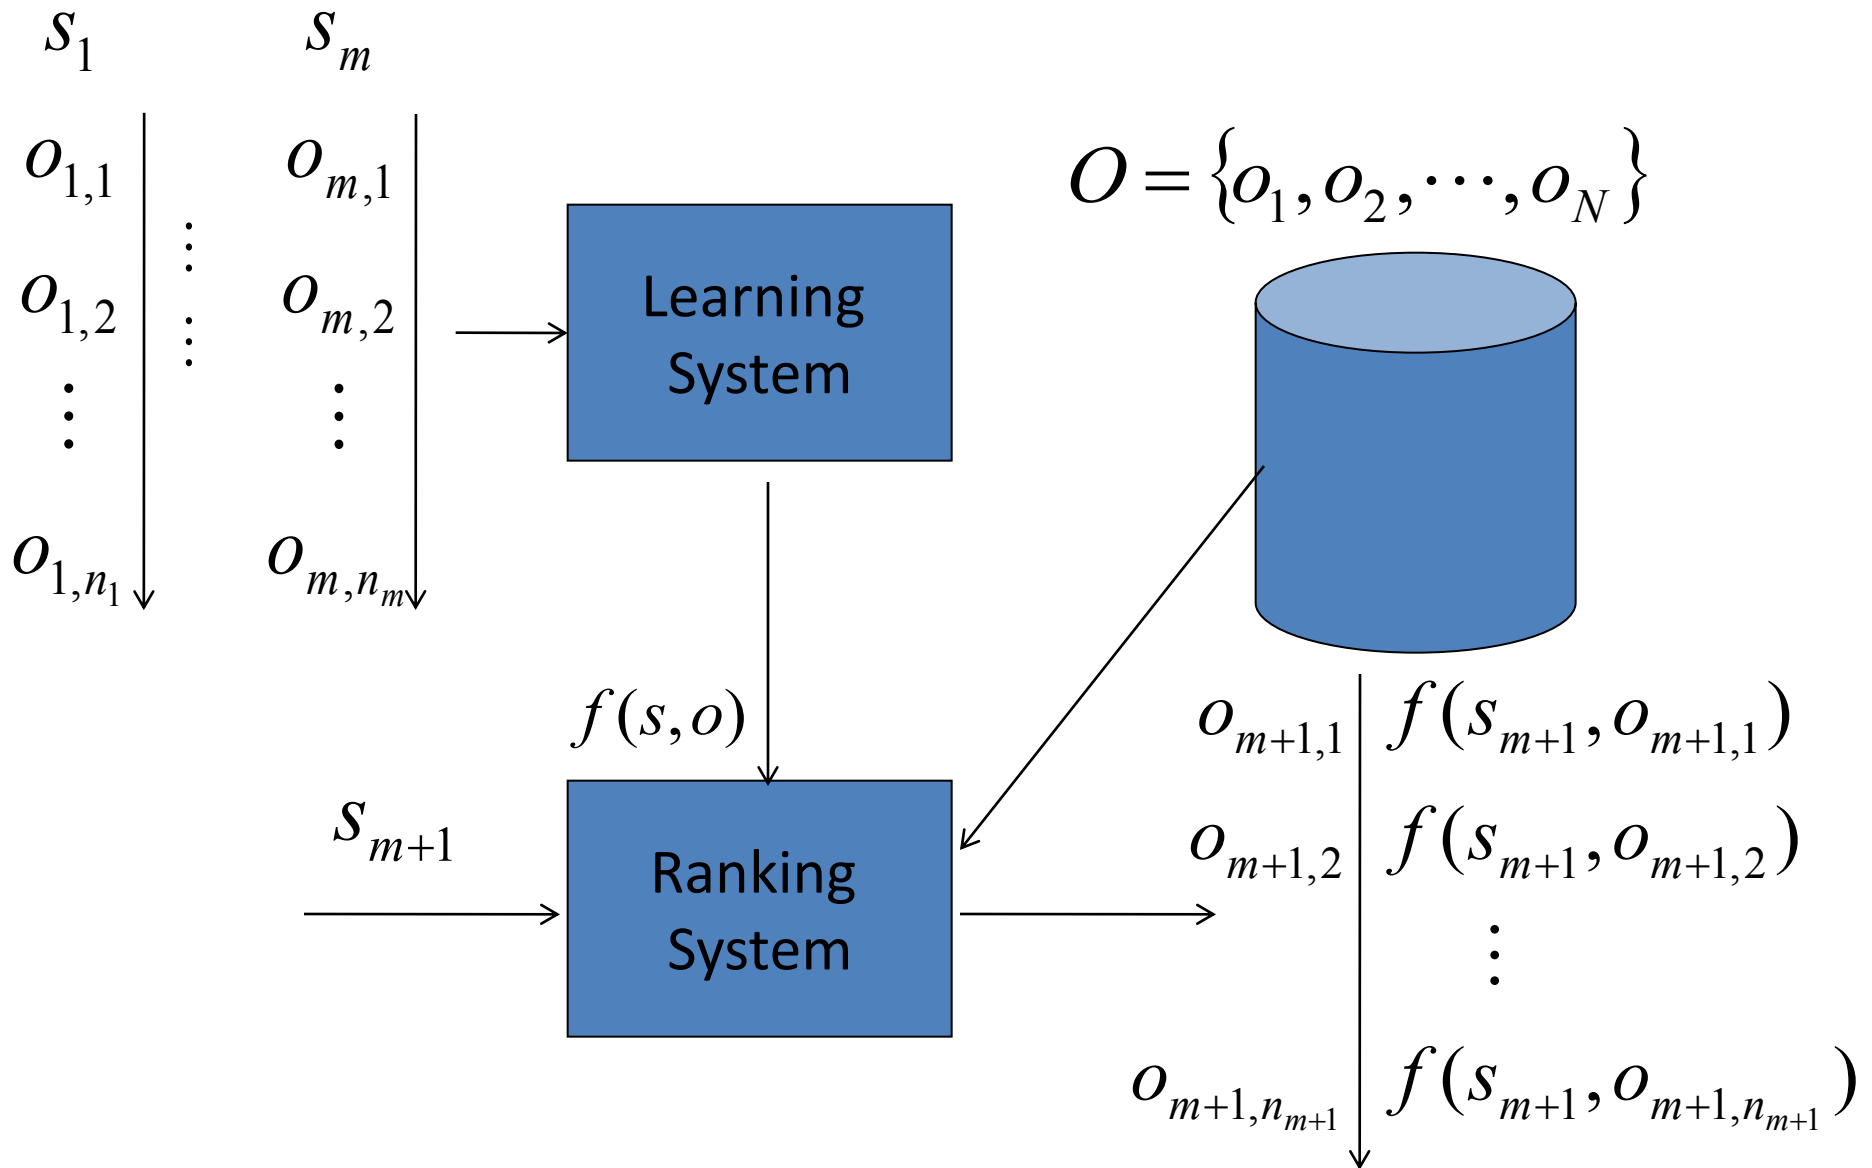 s_1
o_{1,1}
o_{1,2}
⋮
o_{1,n_1}
⋮
⋮
s_m
o_{m,1}
o_{m,2}
⋮
o_{m,n_m}
Learning
System
O = {o_1, o_2, ⋯, o_N}
f(s, o)
s_{m+1}
Ranking
System
o_{m+1,1} f(s_{m+1}, o_{m+1,1})
o_{m+1,2} f(s_{m+1}, o_{m+1,2})
⋮
o_{m+1,n_{m+1}} f(s_{m+1}, o_{m+1,n_{m+1}})